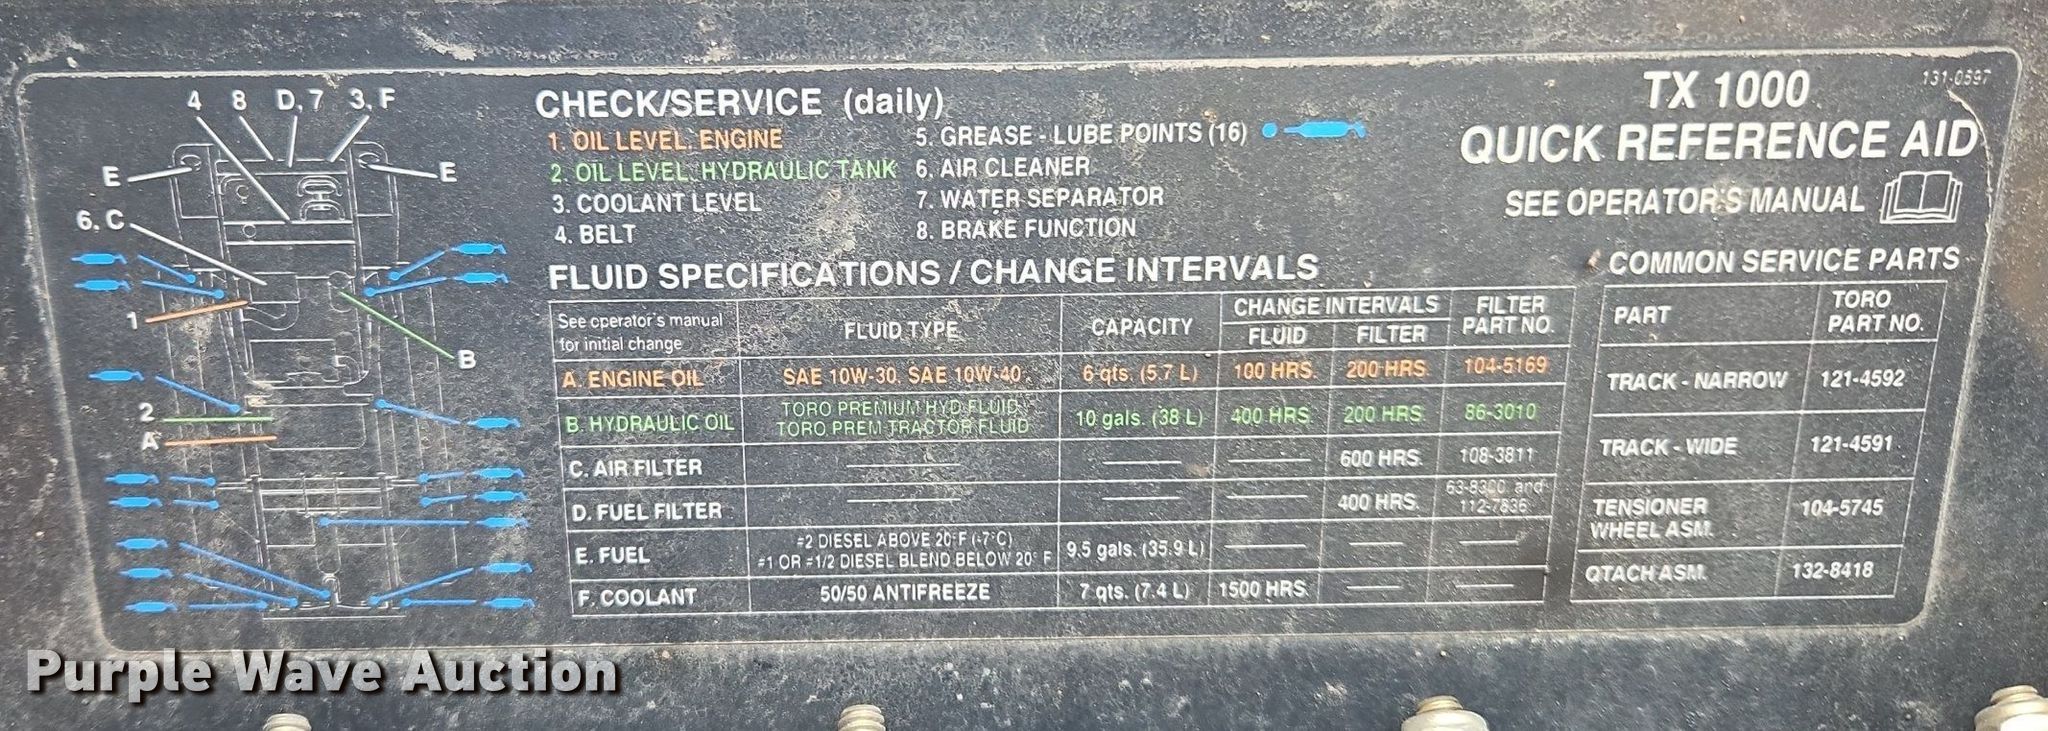 131-0597
TX 1000
QUICK REFERENCE AID
SEE OPERATOR'S MANUAL
4 8 D, 7 3, F
E E
6, C
1
B
2
A
CHECK/SERVICE (daily)
1. OIL LEVEL, ENGINE
2. OIL LEVEL, HYDRAULIC TANK
3. COOLANT LEVEL
4. BELT
5. GREASE - LUBE POINTS (16)
6. AIR CLEANER
7. WATER SEPARATOR
8. BRAKE FUNCTION
FLUID SPECIFICATIONS / CHANGE INTERVALS
See operator's manual
for initial change
FLUID TYPE
CAPACITY
CHANGE INTERVALS
FLUID FILTER
FILTER
PART NO.
A. ENGINE OIL SAE 10W-30, SAE 10W-40 6 qts. (5.7 L) 100 HRS. 200 HRS. 104-5169
B. HYDRAULIC OIL TORO PREMIUM HYD FLUID
TORO PREM TRACTOR FLUID 10 gals. (38 L) 400 HRS. 200 HRS. 86-3010
C. AIR FILTER 600 HRS. 108-3811
D. FUEL FILTER 400 HRS. 63-8300 and
112-7836
E. FUEL #2 DIESEL ABOVE 20°F (-7°C)
#1 OR #1/2 DIESEL BLEND BELOW 20° F 9.5 gals. (35.9 L)
F. COOLANT 50/50 ANTIFREEZE 7 qts. (7.4 L) 1500 HRS.
COMMON SERVICE PARTS
PART
TORO
PART NO.
TRACK - NARROW 121-4592
TRACK - WIDE 121-4591
TENSIONER
WHEEL ASM. 104-5745
QTACH ASM. 132-8418
Purple Wave Auction